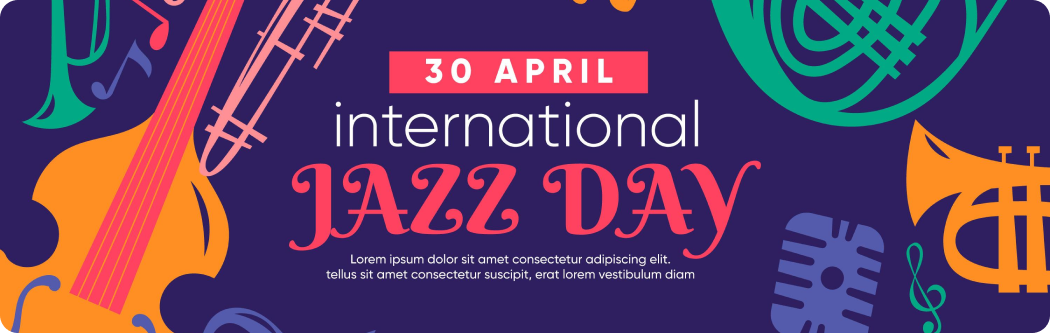 30 APRIL
international
JAZZ DAY
Lorem ipsum dolor sit amet consectetur adipiscing elit.
tellus sit amet consectetur suscipit, erat lorem vestibulum diam